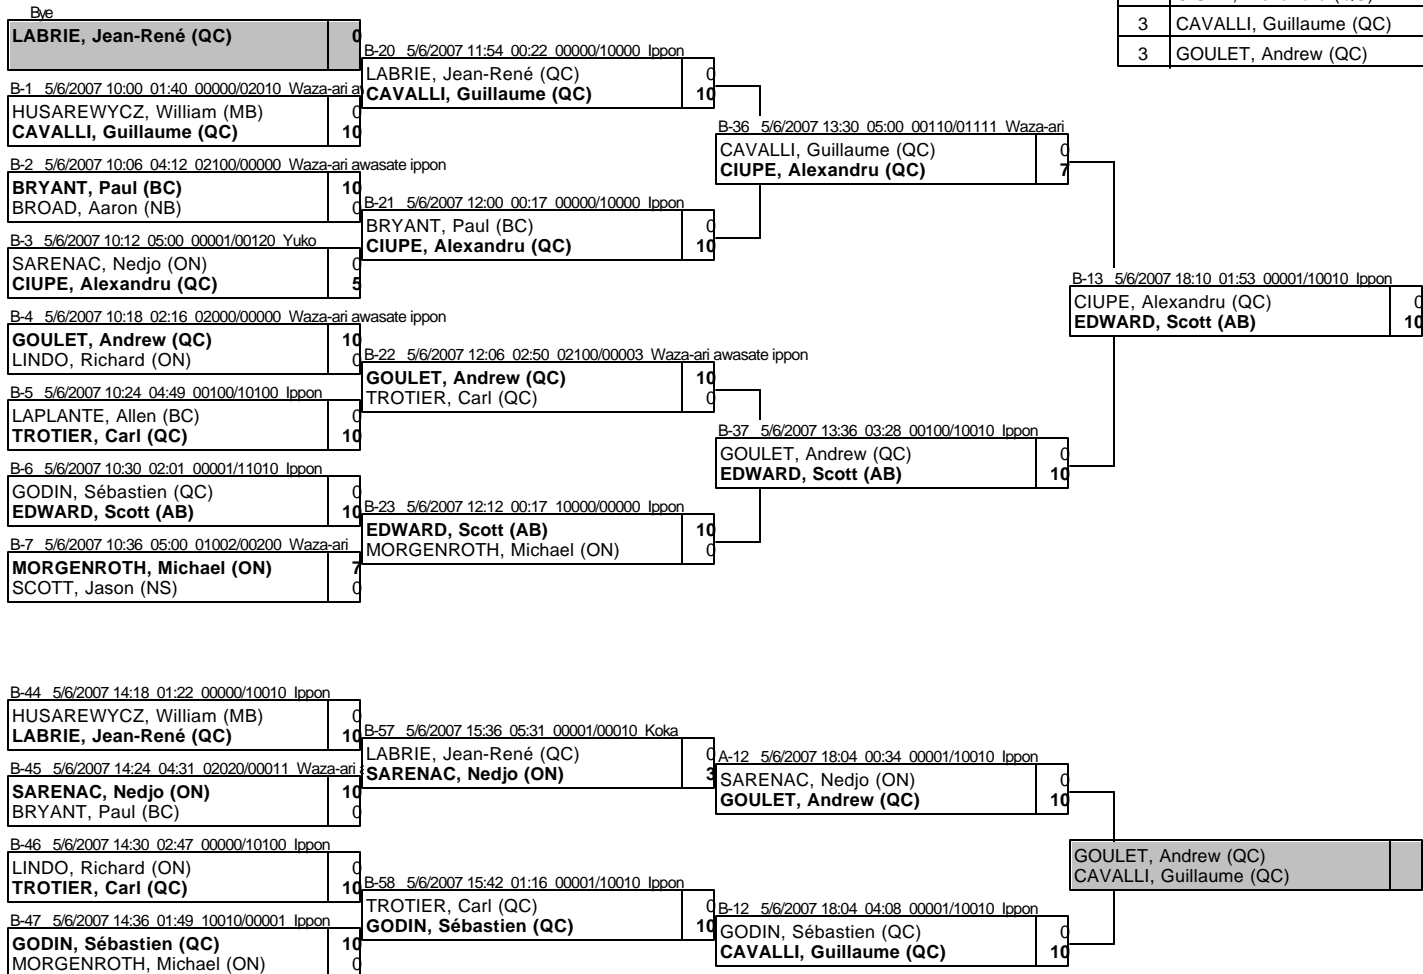 3 CAVALLI, Guillaume (QC)
3 GOULET, Andrew (QC)
Bye
LABRIE, Jean-René (QC) 0
B-1 5/6/2007 10:00 01:40 00000/02010 Waza-ari
HUSAREWYCZ, William (MB) 0
CAVALLI, Guillaume (QC) 10
B-2 5/6/2007 10:06 04:12 02100/00000 Waza-ari awasate ippon
BRYANT, Paul (BC) 10
BROAD, Aaron (NB) 0
B-3 5/6/2007 10:12 05:00 00001/00120 Yuko
SARENAC, Nedjo (ON) 0
CIUPE, Alexandru (QC) 5
B-4 5/6/2007 10:18 02:16 02000/00000 Waza-ari awasate ippon
GOULET, Andrew (QC) 10
LINDO, Richard (ON) 0
B-5 5/6/2007 10:24 04:49 00100/10100 Ippon
LAPLANTE, Allen (BC) 0
TROTIER, Carl (QC) 10
B-6 5/6/2007 10:30 02:01 00001/11010 Ippon
GODIN, Sébastien (QC) 0
EDWARD, Scott (AB) 10
B-7 5/6/2007 10:36 05:00 01002/00200 Waza-ari
MORGENROTH, Michael (ON) 7
SCOTT, Jason (NS) 0
B-20 5/6/2007 11:54 00:22 00000/10000 Ippon
LABRIE, Jean-René (QC) 0
CAVALLI, Guillaume (QC) 10
B-21 5/6/2007 12:00 00:17 00000/10000 Ippon
BRYANT, Paul (BC) 0
CIUPE, Alexandru (QC) 10
B-22 5/6/2007 12:06 02:50 02100/00003 Waza-ari awasate ippon
GOULET, Andrew (QC) 10
TROTIER, Carl (QC) 0
B-23 5/6/2007 12:12 00:17 10000/00000 Ippon
EDWARD, Scott (AB) 10
MORGENROTH, Michael (ON) 0
B-36 5/6/2007 13:30 05:00 00110/01111 Waza-ari
CAVALLI, Guillaume (QC) 0
CIUPE, Alexandru (QC) 7
B-37 5/6/2007 13:36 03:28 00100/10010 Ippon
GOULET, Andrew (QC) 0
EDWARD, Scott (AB) 10
B-13 5/6/2007 18:10 01:53 00001/10010 Ippon
CIUPE, Alexandru (QC) 0
EDWARD, Scott (AB) 10
B-44 5/6/2007 14:18 01:22 00000/10010 Ippon
HUSAREWYCZ, William (MB) 0
LABRIE, Jean-René (QC) 10
B-45 5/6/2007 14:24 04:31 02020/00011 Waza-ari
SARENAC, Nedjo (ON) 10
BRYANT, Paul (BC) 0
B-46 5/6/2007 14:30 02:47 00000/10100 Ippon
LINDO, Richard (ON) 0
TROTIER, Carl (QC) 10
B-47 5/6/2007 14:36 01:49 10010/00001 Ippon
GODIN, Sébastien (QC) 10
MORGENROTH, Michael (ON) 0
B-57 5/6/2007 15:36 05:31 00001/00010 Koka
LABRIE, Jean-René (QC) 0
SARENAC, Nedjo (ON) 3
B-58 5/6/2007 15:42 01:16 00001/10010 Ippon
TROTIER, Carl (QC) 0
GODIN, Sébastien (QC) 10
A-12 5/6/2007 18:04 00:34 00001/10010 Ippon
SARENAC, Nedjo (ON) 0
GOULET, Andrew (QC) 10
B-12 5/6/2007 18:04 04:08 00001/10010 Ippon
GODIN, Sébastien (QC) 0
CAVALLI, Guillaume (QC) 10
GOULET, Andrew (QC)
CAVALLI, Guillaume (QC)